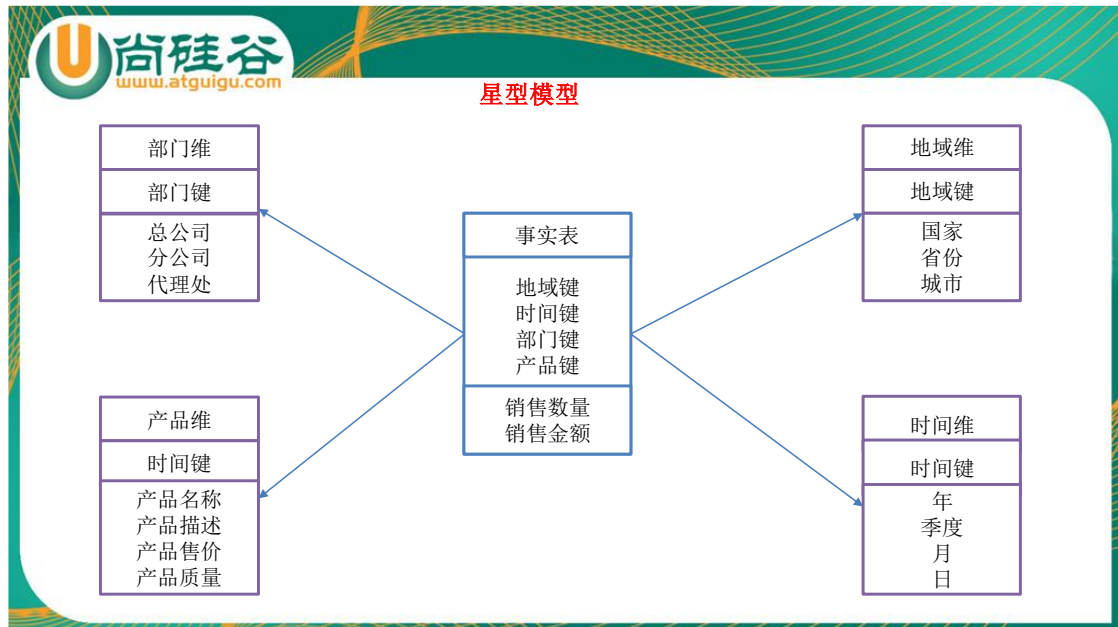 U尚硅谷
www.atguigu.com
星型模型
部门维
部门键
总公司
分公司
代理处
地域维
地域键
国家
省份
城市
事实表
地域键
时间键
部门键
产品键
销售数量
销售金额
产品维
时间键
产品名称
产品描述
产品售价
产品质量
时间维
时间键
年
季度
月
日